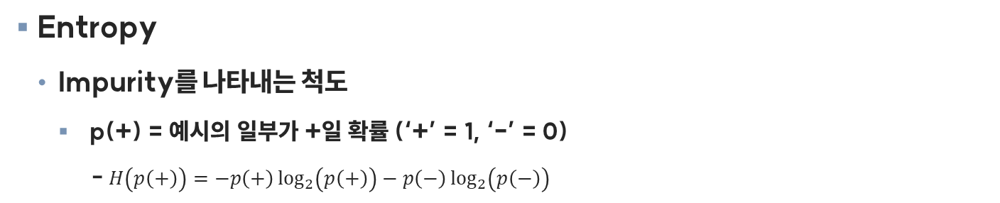 ▪ Entropy
• Impurity를 나타내는 척도
▪ p(+) = 예시의 일부가 +일 확률 (‘+’ = 1, ‘-’ = 0)
- H(p(+)) = −p(+) log₂(p(+)) − p(−) log₂(p(−))